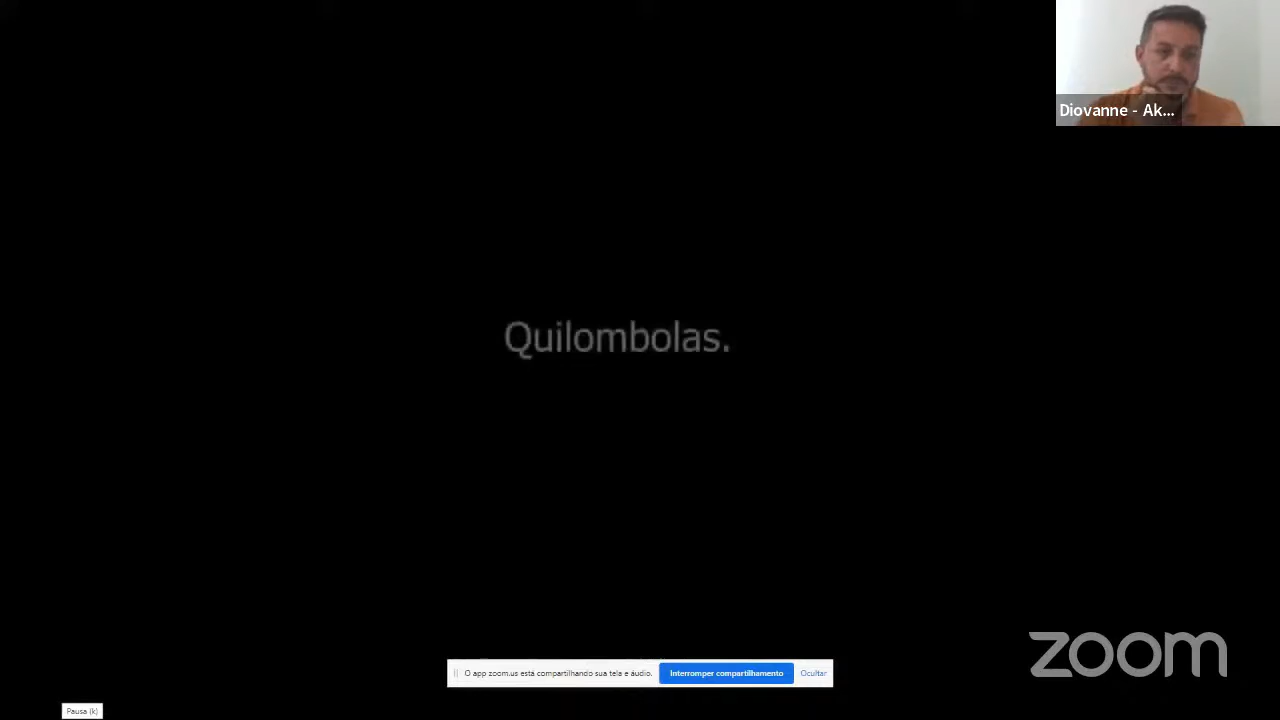 Diovanne - Ak...
Quilombolas.
O app zoom.us está compartilhando sua tela e áudio.
Interromper compartilhamento
Ocultar
zoom
Pausa (k)